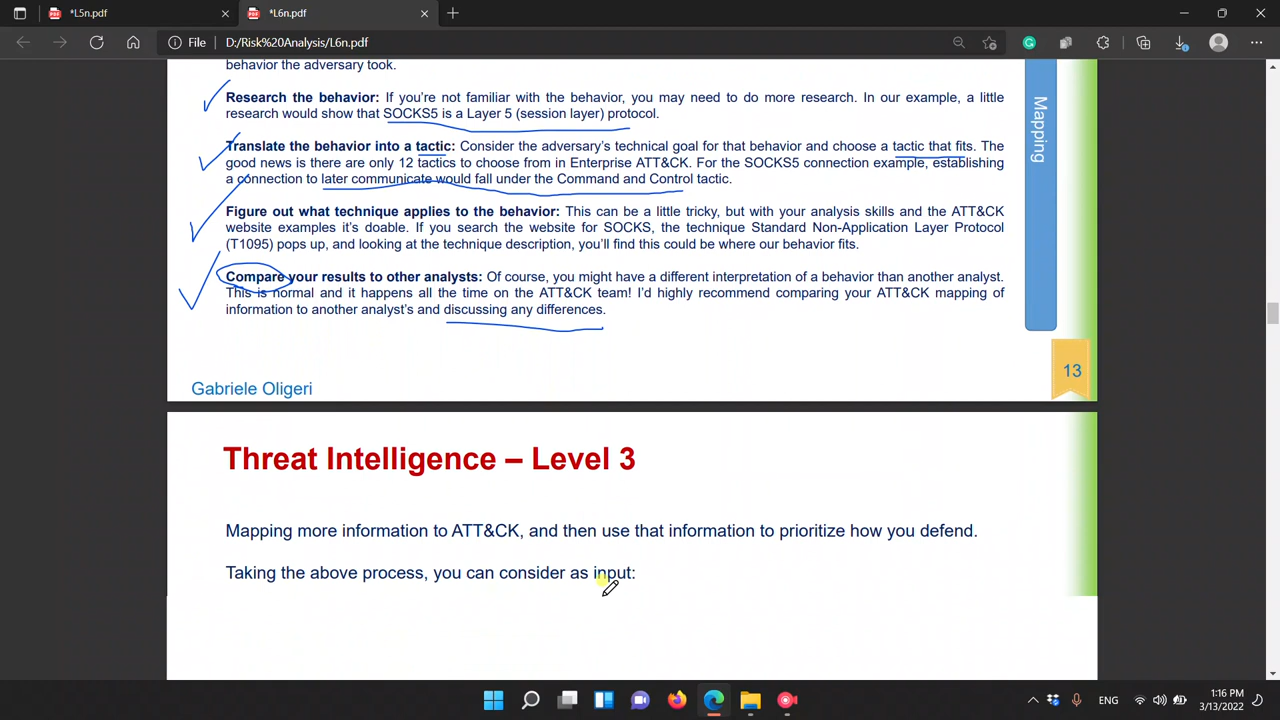 *L5n.pdf
*L6n.pdf
File
D:/Risk%20Analysis/L6n.pdf
behavior the adversary took.
Research the behavior: If you're not familiar with the behavior, you may need to do more research. In our example, a little
research would show that SOCKS5 is a Layer 5 (session layer) protocol.
Translate the behavior into a tactic: Consider the adversary's technical goal for that behavior and choose a tactic that fits. The
good news is there are only 12 tactics to choose from in Enterprise ATT&CK. For the SOCKS5 connection example, establishing
a connection to later communicate would fall under the Command and Control tactic.
Figure out what technique applies to the behavior: This can be a little tricky, but with your analysis skills and the ATT&CK
website examples it's doable. If you search the website for SOCKS, the technique Standard Non-Application Layer Protocol
(T1095) pops up, and looking at the technique description, you'll find this could be where our behavior fits.
Compare your results to other analysts: Of course, you might have a different interpretation of a behavior than another analyst.
This is normal and it happens all the time on the ATT&CK team! I'd highly recommend comparing your ATT&CK mapping of
information to another analyst's and discussing any differences.
Mapping
13
Gabriele Oligeri
Threat Intelligence – Level 3
Mapping more information to ATT&CK, and then use that information to prioritize how you defend.
Taking the above process, you can consider as input:
ENG
1:16 PM
3/13/2022